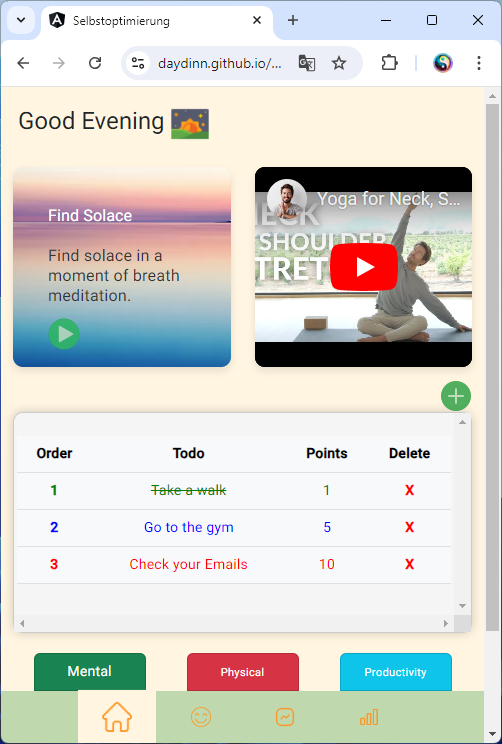 Selbstoptimierung
daydinn.github.io/...
Good Evening
Find Solace
Find solace in a
moment of breath
meditation.
Yoga for Neck, S...
NECK
SHOULDER
TRET
Order Todo Points Delete
1 Take a walk 1 X
2 Go to the gym 5 X
3 Check your Emails 10 X
Mental Physical Productivity